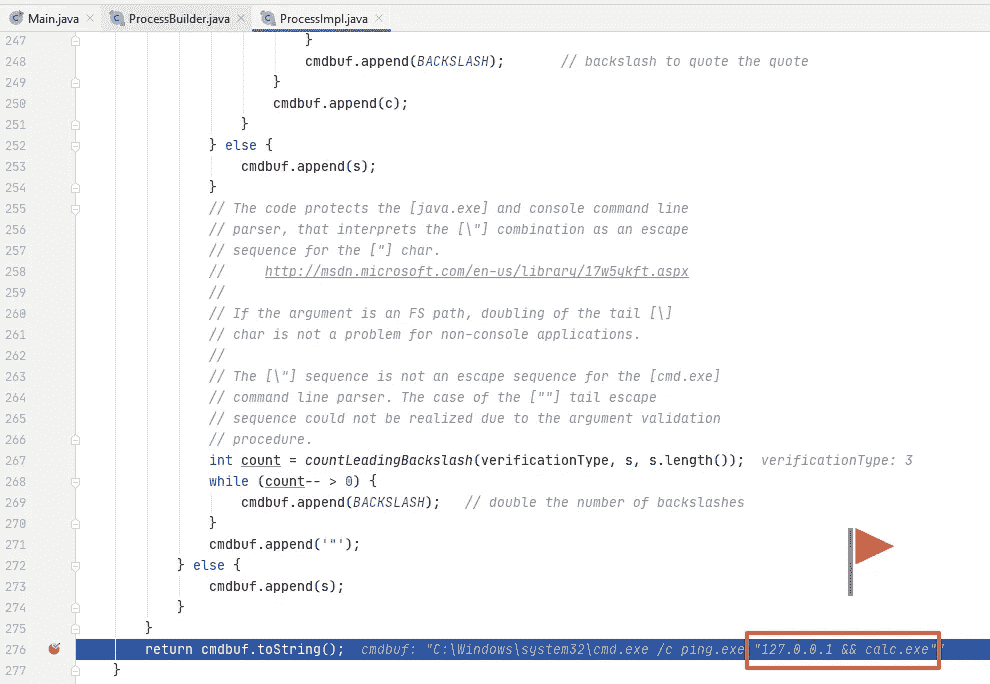 Main.java ProcessBuilder.java ProcessImpl.java
247 }
248 cmdbuf.append(BACKSLASH); // backslash to quote the quote
249 }
250 cmdbuf.append(c);
251 }
252 } else {
253 cmdbuf.append(s);
254 }
255 // The code protects the [java.exe] and console command line
256 // parser, that interprets the [\"] combination as an escape
257 // sequence for the ["] char.
258 // http://msdn.microsoft.com/en-us/library/17w5ykft.aspx
259 //
260 // If the argument is an FS path, doubling of the tail [\]
261 // char is not a problem for non-console applications.
262 //
263 // The [\"] sequence is not an escape sequence for the [cmd.exe]
264 // command line parser. The case of the [""] tail escape
265 // sequence could not be realized due to the argument validation
266 // procedure.
267 int count = countLeadingBackslash(verificationType, s, s.length()); verificationType: 3
268 while (count-- > 0) {
269 cmdbuf.append(BACKSLASH); // double the number of backslashes
270 }
271 cmdbuf.append('"');
272 } else {
273 cmdbuf.append(s);
274 }
275 }
276 return cmdbuf.toString(); cmdbuf: "C:\Windows\system32\cmd.exe /c ping.exe "127.0.0.1 && calc.exe""
277 }